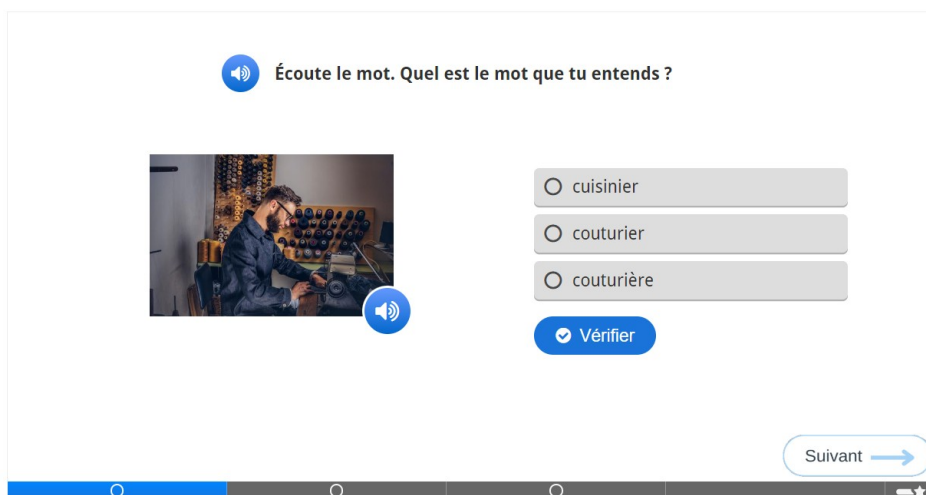 Écoute le mot. Quel est le mot que tu entends ?
cuisinier
couturier
couturière
Vérifier
Suivant